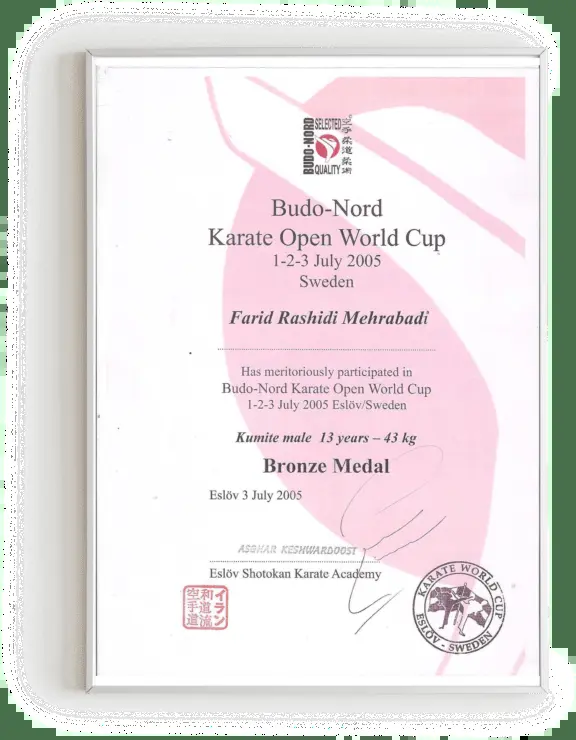 BUDO-NORD
SELECTED
QUALITY
空手 柔道 柔術
Budo-Nord
Karate Open World Cup
1-2-3 July 2005
Sweden
Farid Rashidi Mehrabadi
Has meritoriously participated in
Budo-Nord Karate Open World Cup
1-2-3 July 2005 Eslöv/Sweden
Kumite male 13 years – 43 kg
Bronze Medal
Eslöv 3 July 2005
ASGHAR KESHWARDOOST
Eslöv Shotokan Karate Academy
イラン
和道流
空手道
KARATE WORLD CUP
ESLÖV - SWEDEN